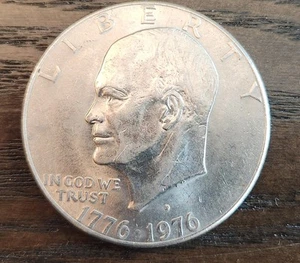 LIBERTY
IN GOD WE
TRUST
D
1776-1976